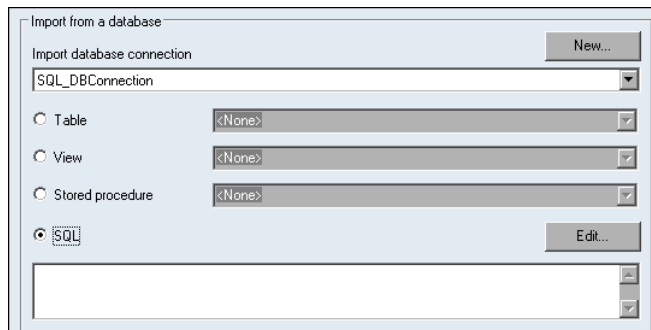 Import from a database
New...
Import database connection
SQL_DBConnection
Table
<None>
View
<None>
Stored procedure
<None>
SQL
Edit...